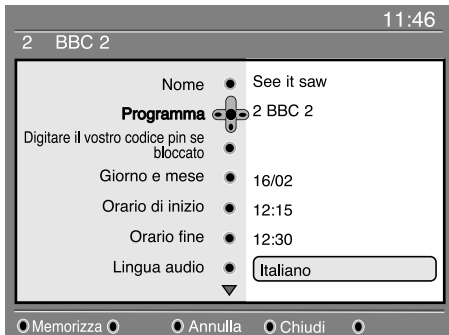 11:46
2 BBC 2
Nome See it saw
Programma 2 BBC 2
Digitare il vostro codice pin se
bloccato
Giorno e mese 16/02
Orario di inizio 12:15
Orario fine 12:30
Lingua audio Italiano
Memorizza Annulla Chiudi